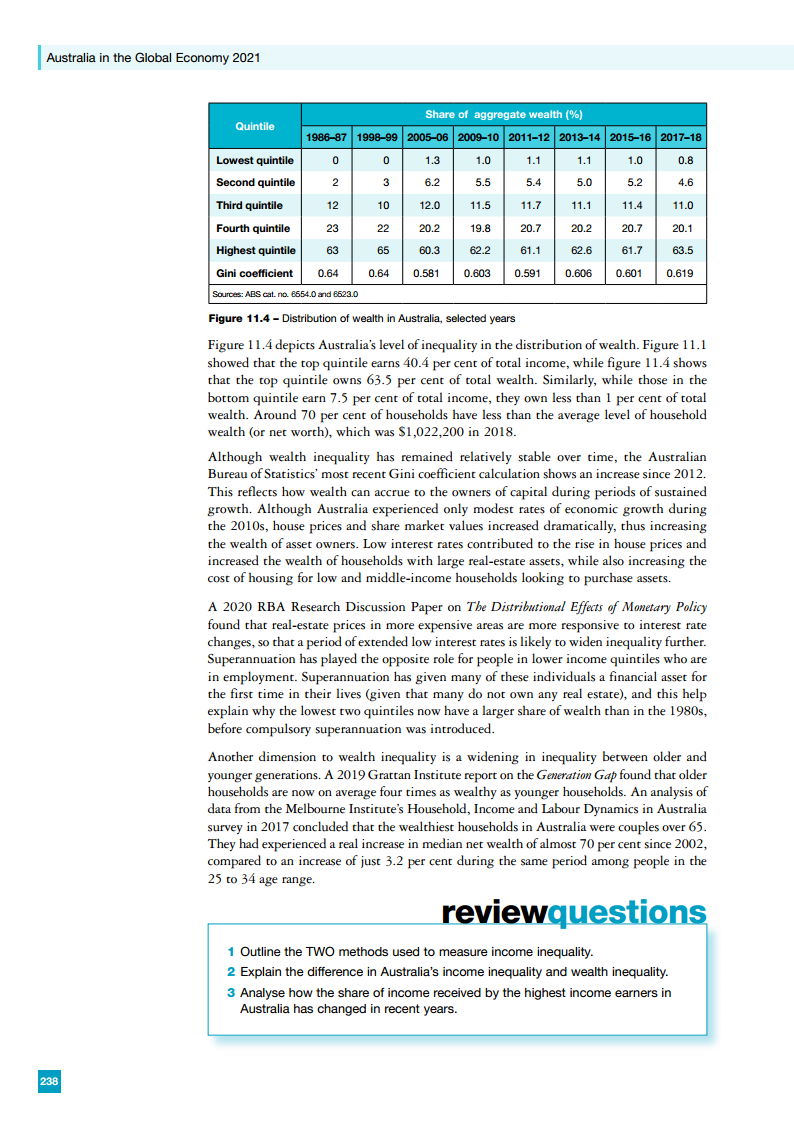 Australia in the Global Economy 2021
Quintile
Share of aggregate wealth (%)
1986–87 1998–99 2005–06 2009–10 2011–12 2013–14 2015–16 2017–18
Lowest quintile 0 0 1.3 1.0 1.1 1.1 1.0 0.8
Second quintile 2 3 6.2 5.5 5.4 5.0 5.2 4.6
Third quintile 12 10 12.0 11.5 11.7 11.1 11.4 11.0
Fourth quintile 23 22 20.2 19.8 20.7 20.2 20.7 20.1
Highest quintile 63 65 60.3 62.2 61.1 62.6 61.7 63.5
Gini coefficient 0.64 0.64 0.581 0.603 0.591 0.606 0.601 0.619
Sources: ABS cat. no. 6554.0 and 6523.0
Figure 11.4 – Distribution of wealth in Australia, selected years
Figure 11.4 depicts Australia's level of inequality in the distribution of wealth. Figure 11.1
showed that the top quintile earns 40.4 per cent of total income, while figure 11.4 shows
that the top quintile owns 63.5 per cent of total wealth. Similarly, while those in the
bottom quintile earn 7.5 per cent of total income, they own less than 1 per cent of total
wealth. Around 70 per cent of households have less than the average level of household
wealth (or net worth), which was $1,022,200 in 2018.
Although wealth inequality has remained relatively stable over time, the Australian
Bureau of Statistics' most recent Gini coefficient calculation shows an increase since 2012.
This reflects how wealth can accrue to the owners of capital during periods of sustained
growth. Although Australia experienced only modest rates of economic growth during
the 2010s, house prices and share market values increased dramatically, thus increasing
the wealth of asset owners. Low interest rates contributed to the rise in house prices and
increased the wealth of households with large real-estate assets, while also increasing the
cost of housing for low and middle-income households looking to purchase assets.
A 2020 RBA Research Discussion Paper on The Distributional Effects of Monetary Policy
found that real-estate prices in more expensive areas are more responsive to interest rate
changes, so that a period of extended low interest rates is likely to widen inequality further.
Superannuation has played the opposite role for people in lower income quintiles who are
in employment. Superannuation has given many of these individuals a financial asset for
the first time in their lives (given that many do not own any real estate), and this help
explain why the lowest two quintiles now have a larger share of wealth than in the 1980s,
before compulsory superannuation was introduced.
Another dimension to wealth inequality is a widening in inequality between older and
younger generations. A 2019 Grattan Institute report on the Generation Gap found that older
households are now on average four times as wealthy as younger households. An analysis of
data from the Melbourne Institute's Household, Income and Labour Dynamics in Australia
survey in 2017 concluded that the wealthiest households in Australia were couples over 65.
They had experienced a real increase in median net wealth of almost 70 per cent since 2002,
compared to an increase of just 3.2 per cent during the same period among people in the
25 to 34 age range.
reviewquestions
1 Outline the TWO methods used to measure income inequality.
2 Explain the difference in Australia's income inequality and wealth inequality.
3 Analyse how the share of income received by the highest income earners in
Australia has changed in recent years.
238